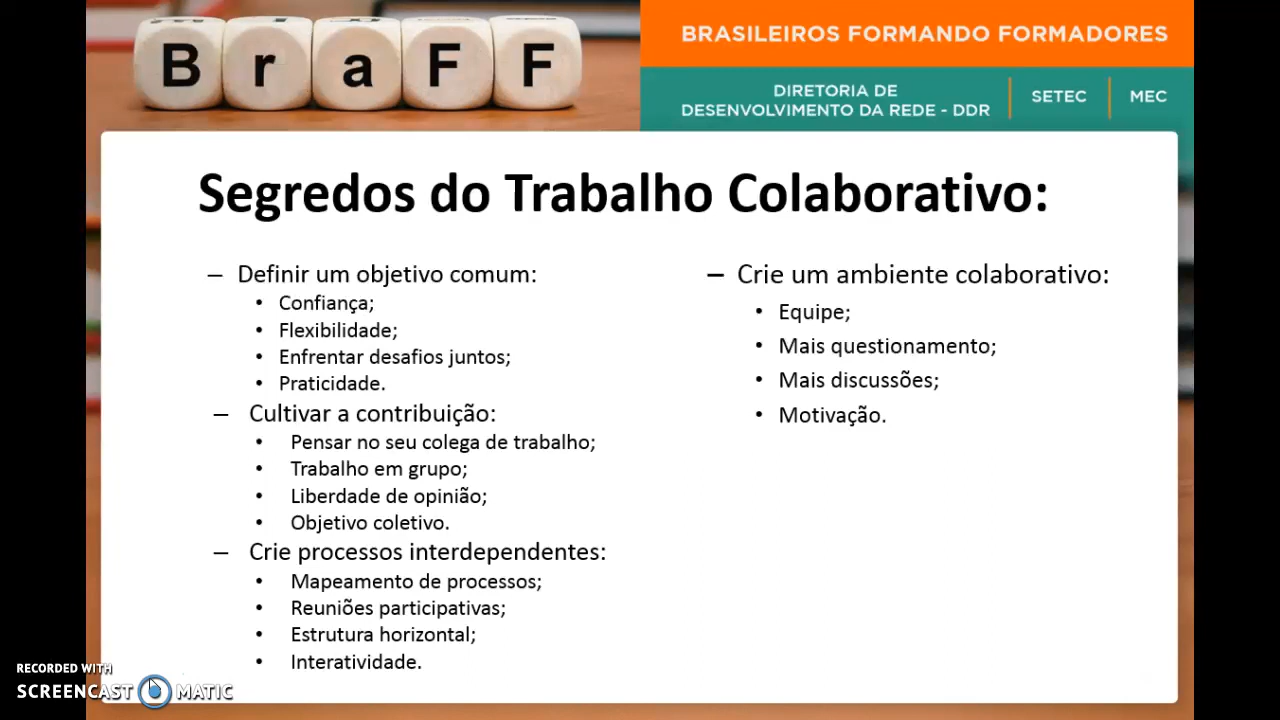 B r a F F
BRASILEIROS FORMANDO FORMADORES
DIRETORIA DE
DESENVOLVIMENTO DA REDE - DDR
SETEC
MEC
Segredos do Trabalho Colaborativo:
– Definir um objetivo comum:
• Confiança;
• Flexibilidade;
• Enfrentar desafios juntos;
• Praticidade.
– Cultivar a contribuição:
• Pensar no seu colega de trabalho;
• Trabalho em grupo;
• Liberdade de opinião;
• Objetivo coletivo.
– Crie processos interdependentes:
• Mapeamento de processos;
• Reuniões participativas;
• Estrutura horizontal;
• Interatividade.
– Crie um ambiente colaborativo:
• Equipe;
• Mais questionamento;
• Mais discussões;
• Motivação.
RECORDED WITH
SCREENCAST MATIC